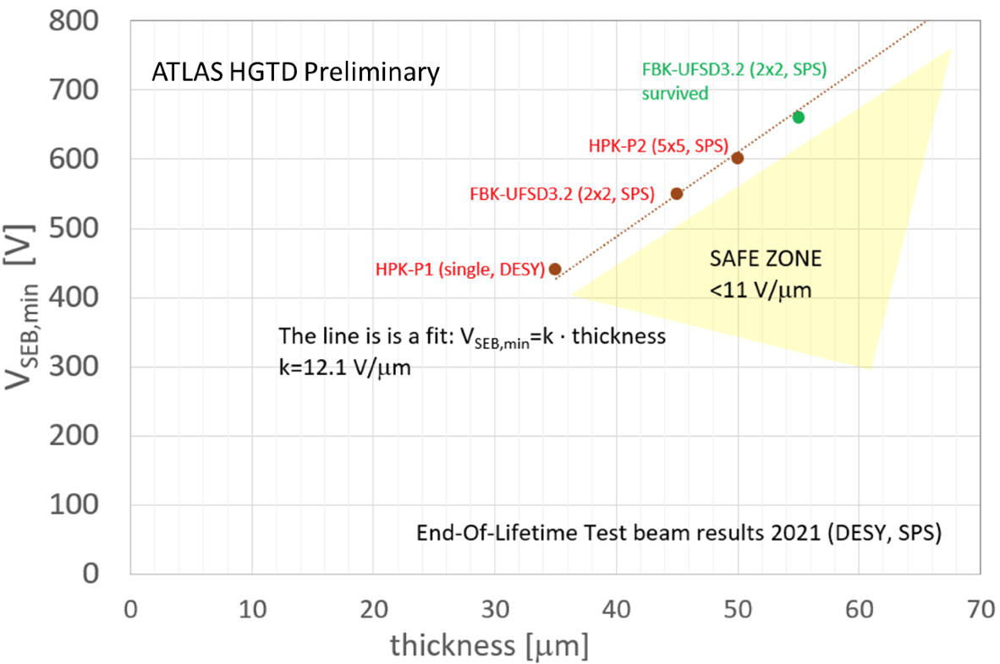 800
ATLAS HGTD Preliminary
FBK-UFSD3.2 (2x2, SPS)
survived
700
HPK-P2 (5x5, SPS)
600
FBK-UFSD3.2 (2x2, SPS)
500
SAFE ZONE
<11 V/μm
HPK-P1 (single, DESY)
400
The line is is a fit: VSEB,min=k · thickness
k=12.1 V/μm
300
200
100
End-Of-Lifetime Test beam results 2021 (DESY, SPS)
0
VSEB,min [V]
0 10 20 30 40 50 60 70
thickness [μm]